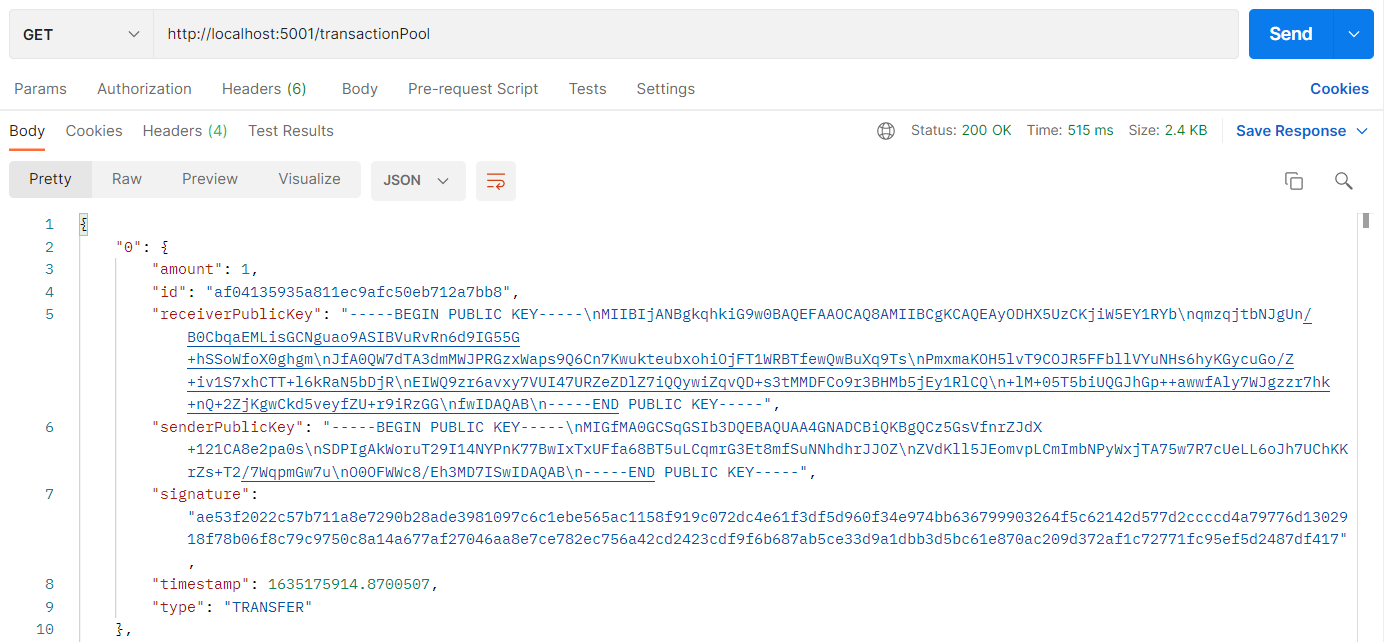 GET http://localhost:5001/transactionPool Send
Params Authorization Headers (6) Body Pre-request Script Tests Settings Cookies
Body Cookies Headers (4) Test Results Status: 200 OK Time: 515 ms Size: 2.4 KB Save Response
Pretty Raw Preview Visualize JSON
1 {
2 "0": {
3 "amount": 1,
4 "id": "af04135935a811ec9afc50eb712a7bb8",
5 "receiverPublicKey": "-----BEGIN PUBLIC KEY-----\nMIIBIjANBgkqhkiG9w0BAQEFAAOCAQ8AMIIBCgKCAQEAyODHX5UzCKjiW5EY1RYb\nqmzqjtbNJgUn/
B0CbqaEMLisGCNguao9ASIBVuRvRn6d9IG55G
+hSSoWfoX0ghgm\nJfA0QW7dTA3dmMWJPRGzxWaps9Q6Cn7KwukteubxohiOjFT1WRBTfewQwBuXq9Ts\nPmxmaKOH5lvT9COJR5FFbllVYuNHs6hyKGycuGo/Z
+iv1S7xhCTT+l6kRaN5bDjR\nEIWQ9zr6avxy7VUI47URZeZDlZ7iQQywiZqvQD+s3tMMDFCo9r3BHMb5jEy1RlCQ\n+lM+05T5biUQGJhGp++awwfAly7WJgzzr7hk
+nQ+2ZjKgwCkd5veyfZU+r9iRzGG\nfwIDAQAB\n-----END PUBLIC KEY-----",
6 "senderPublicKey": "-----BEGIN PUBLIC KEY-----\nMIGfMA0GCSqGSIb3DQEBAQUAA4GNADCBiQKBgQCz5GsVfnrZJdX
+121CA8e2pa0s\nSDPIgAkWoruT29I14NYPnK77BwIxTxUFfa68BT5uLCqmrG3Et8mfSuNNhdhrJJOZ\nZVdKll5JEomvpLCmImbNPyWxjTA75w7R7cUeLL6oJh7UChKK
rZs+T2/7WqpmGw7u\nO0OFWWc8/Eh3MD7ISwIDAQAB\n-----END PUBLIC KEY-----",
7 "signature":
"ae53f2022c57b711a8e7290b28ade3981097c6c1ebe565ac1158f919c072dc4e61f3df5d960f34e974bb636799903264f5c62142d577d2ccccd4a79776d1302
918f78b06f8c79c9750c8a14a677af27046aa8e7ce782ec756a42cd2423cdf9f6b687ab5ce33d9a1dbb3d5bc61e870ac209d372af1c72771fc95ef5d2487df417"
,
8 "timestamp": 1635175914.8700507,
9 "type": "TRANSFER"
10 },